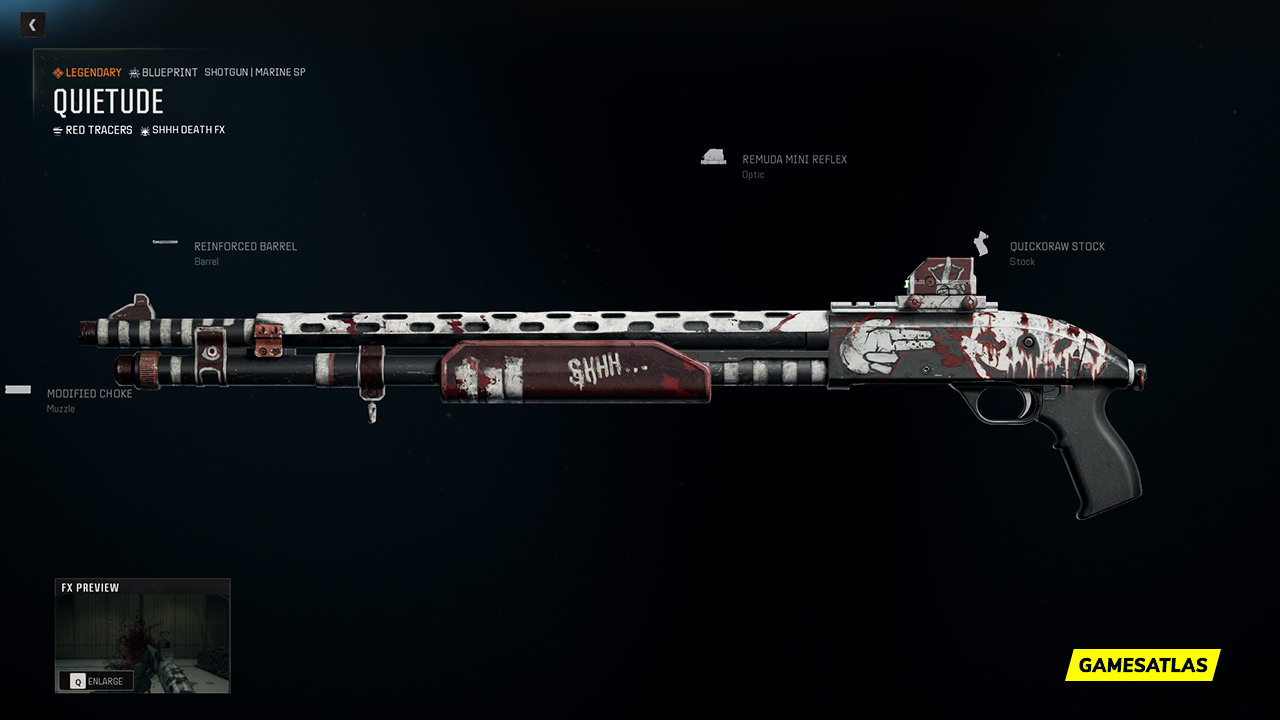 LEGENDARY BLUEPRINT SHOTGUN | MARINE SP
QUIETUDE
RED TRACERS SHHH DEATH FX
REMUDA MINI REFLEX
Optic
REINFORCED BARREL
Barrel
QUICKDRAW STOCK
Stock
MODIFIED CHOKE
Muzzle
SHHH...
FX PREVIEW
Q ENLARGE
GAMESATLAS